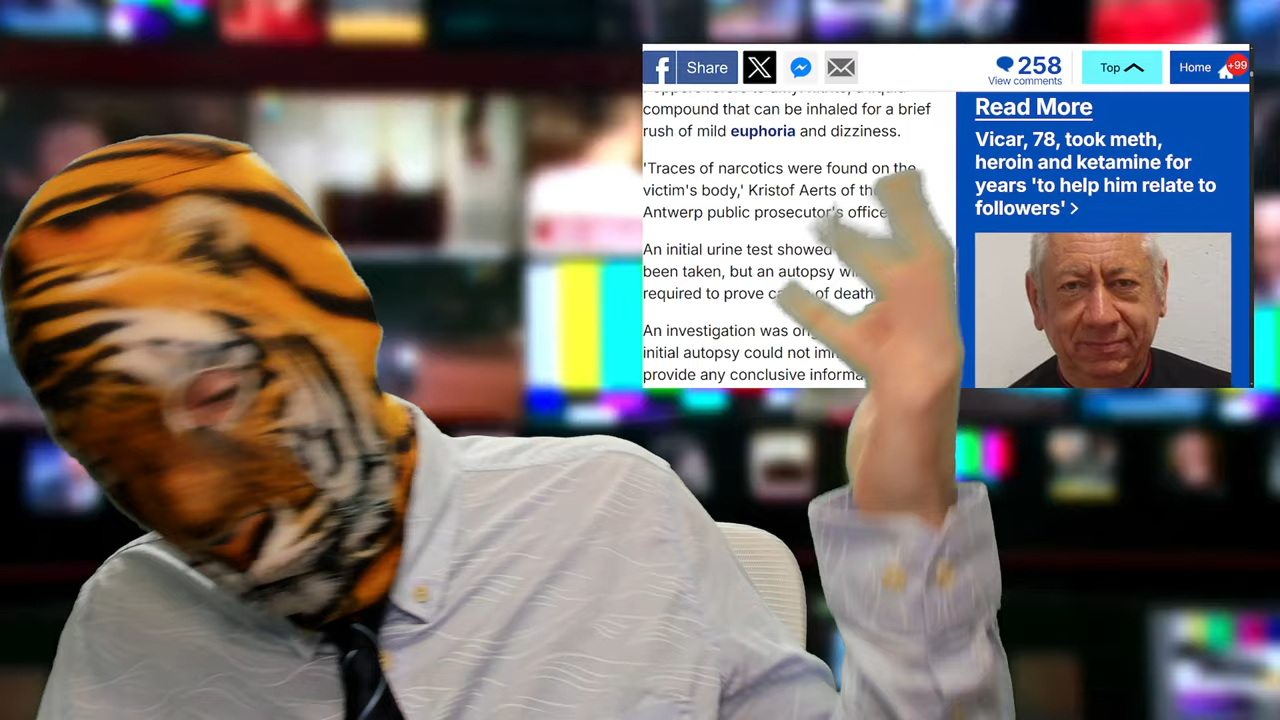 Share
258
View comments
Top
Home
+99
compound that can be inhaled for a brief
rush of mild euphoria and dizziness.
'Traces of narcotics were found on the
victim's body,' Kristof Aerts of the
Antwerp public prosecutor's office
An initial urine test showed
been taken, but an autopsy
required to prove of death
An investigation was
initial autopsy could not
provide any conclusive
Read More
Vicar, 78, took meth,
heroin and ketamine for
years 'to help him relate to
followers' >